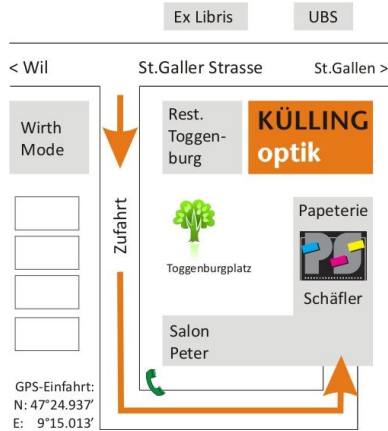 Ex Libris
UBS
< Wil
St.Galler Strasse
St.Gallen >
Wirth
Mode
Rest.
Toggen-
burg
KÜLLING
optik
Zufahrt
Toggenburgplatz
Papeterie
PS
Schäfler
Salon
Peter
GPS-Einfahrt:
N: 47°24.937’
E: 9°15.013’